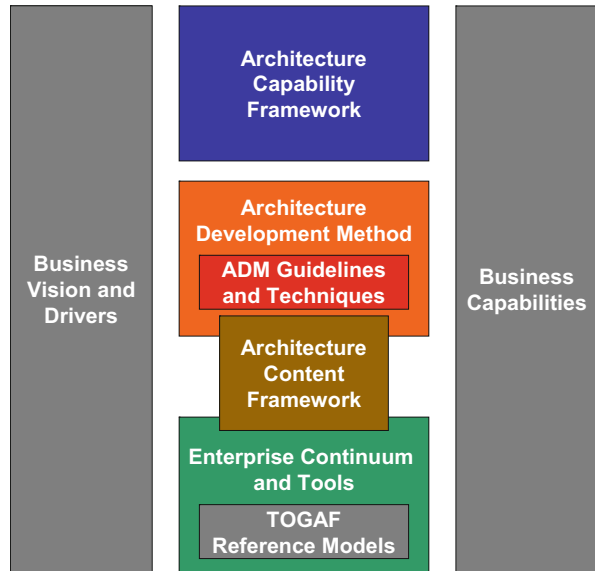 Architecture
Capability
Framework
Architecture
Development Method
ADM Guidelines
and Techniques
Business
Vision and
Drivers
Business
Capabilities
Architecture
Content
Framework
Enterprise Continuum
and Tools
TOGAF
Reference Models